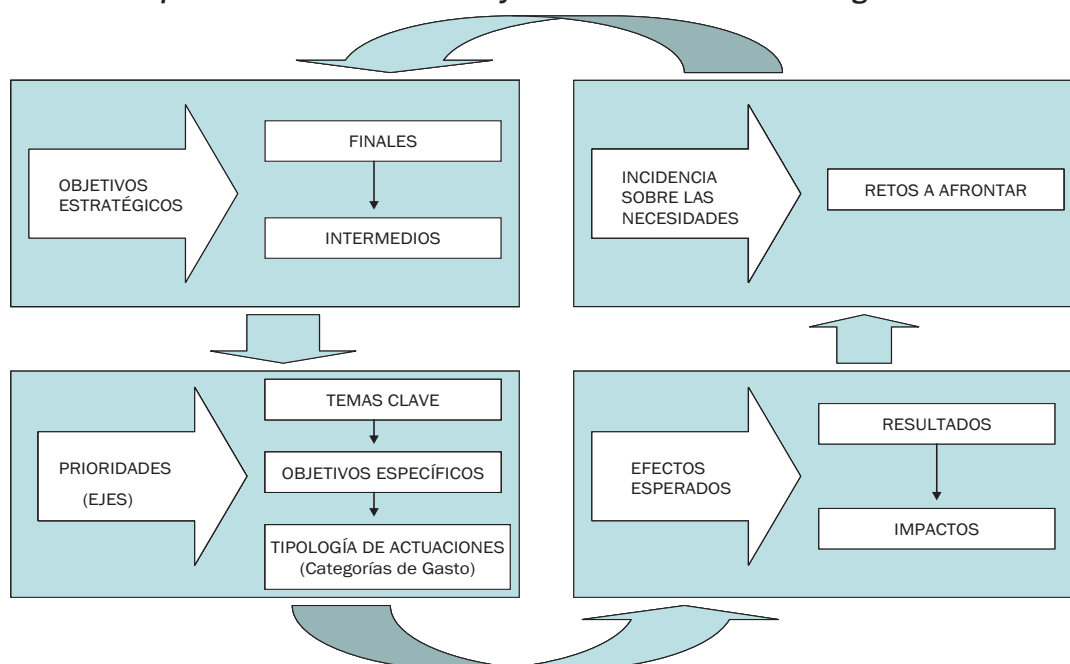 OBJETIVOS
ESTRATÉGICOS
FINALES
INTERMEDIOS
INCIDENCIA
SOBRE LAS
NECESIDADES
RETOS A AFRONTAR
PRIORIDADES
(EJES)
TEMAS CLAVE
OBJETIVOS ESPECÍFICOS
TIPOLOGÍA DE ACTUACIONES
(Categorías de Gasto)
EFECTOS
ESPERADOS
RESULTADOS
IMPACTOS